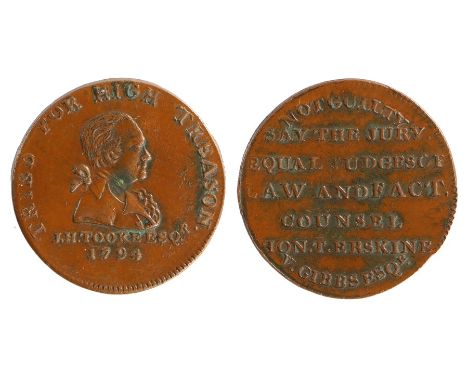 TRIED FOR HIGH TREASON
J.H.TOOKE ESQR
1794
NOT GUILTY
SAY THE JURY
EQUAL JUDGES OF
LAW AND FACT.
COUNSEL
HON.T.ERSKINE
V. GIBBS ESQR